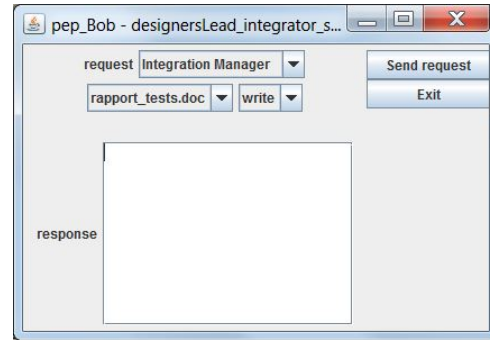 pep_Bob - designersLead_integrator_s...
request Integration Manager Send request
rapport_tests.doc write Exit
response